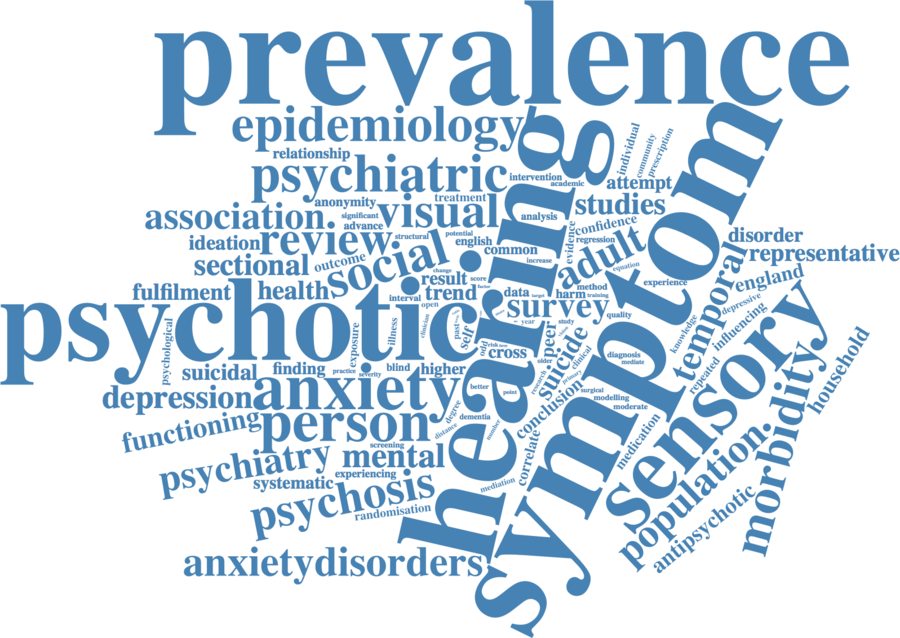 prevalence
epidemiology
relationship
psychiatric
intervention
academic
individual
community
prescription
anonymity
treatment
attempt
association
significant
advance
visual
analysis
studies
confidence
regression
evidence
ideation
review
structural
potential
english
common
increase
adult
equation
disorder
representative
sectional
outcome
social
change
result
score
factor
experience
england
fulfilment
health
interval
open
trend
data
target
harm
method
training
temporal
depressive
psychotic
hearing
symptom
sensory
survey
quality
year
study
influencing
knowledge
psychological
exposure
illness
clinician
past
self
odds
risk
cross
peer
suicide
clinical
diagnosis
mediate
repeated
household
suicidal
finding
practice
severity
blind
higher
older
research
primary
surgical
modelling
moderate
depression
anxiety
better
point
degree
dementia
distance
number
conclusion
correlate
medication
morbidity
population.
functioning
person
screening
psychiatry
mental
systematic
experiencing
mediation
psychosis
randomisation
antipsychotic
anxietydisorders